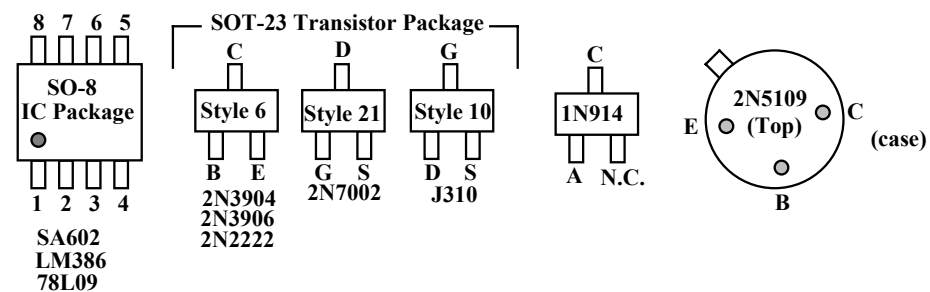 8 7 6 5
SO-8
IC Package
1 2 3 4
SA602
LM386
78L09
SOT-23 Transistor Package
C
Style 6
B E
2N3904
2N3906
2N2222
D
Style 21
G S
2N7002
G
Style 10
D S
J310
C
1N914
A N.C.
2N5109
(Top)
E
C
(case)
B